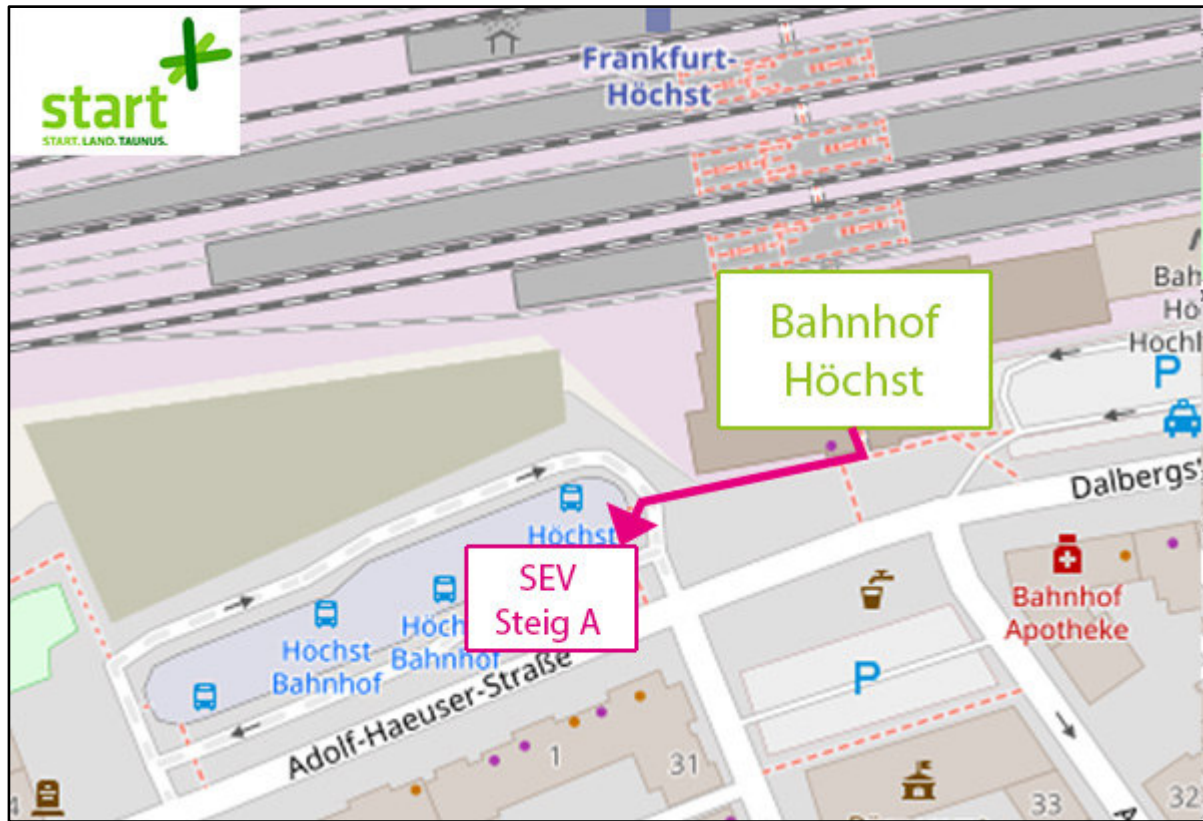 start
START.LAND.TAUNUS.
Frankfurt-
Höchst
Bahnhof
Höchst
P
Dalbergs
Höchst
SEV
Steig A
Höchst
Bahnhof
Bahnhof
Bahnhof
Apotheke
P
Adolf-Haeuser-Straße
1
31
33
32